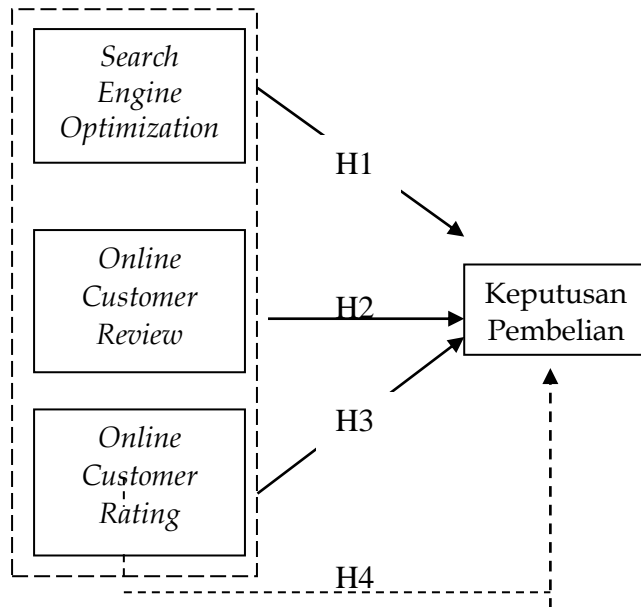 Search
Engine
Optimization
H1
Online
Customer
Review
H2
Keputusan
Pembelian
H3
Online
Customer
Rating
H4